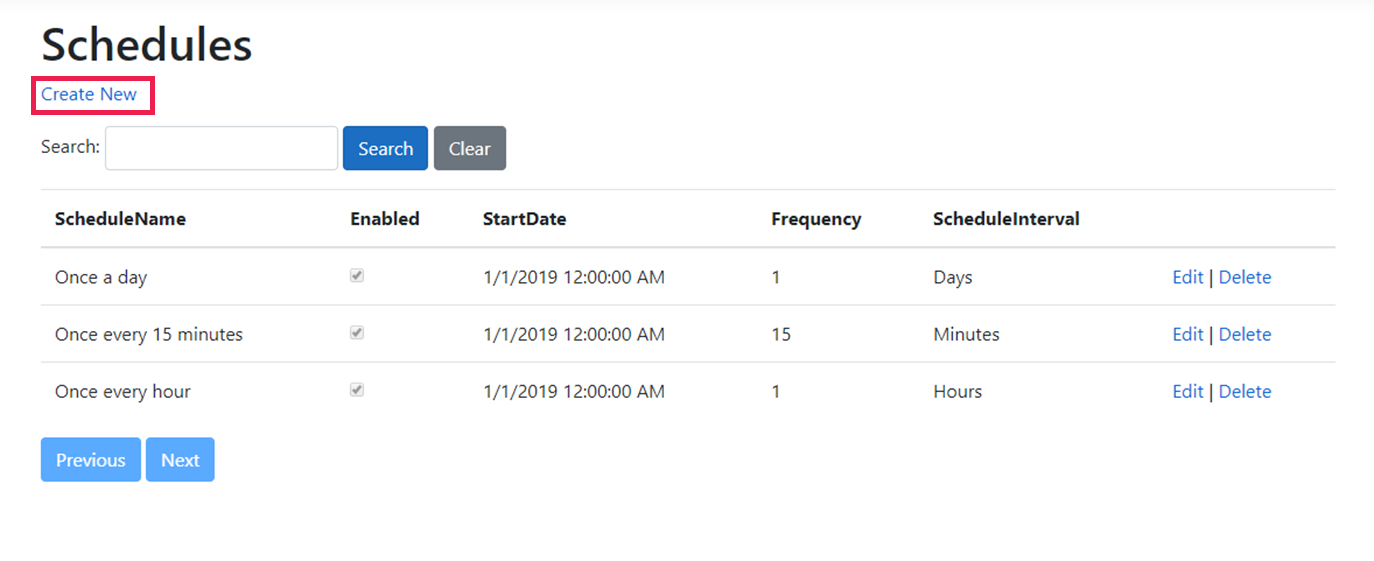 Schedules
Create New
Search: Search Clear
ScheduleName Enabled StartDate Frequency ScheduleInterval
Once a day 1/1/2019 12:00:00 AM 1 Days Edit | Delete
Once every 15 minutes 1/1/2019 12:00:00 AM 15 Minutes Edit | Delete
Once every hour 1/1/2019 12:00:00 AM 1 Hours Edit | Delete
Previous Next